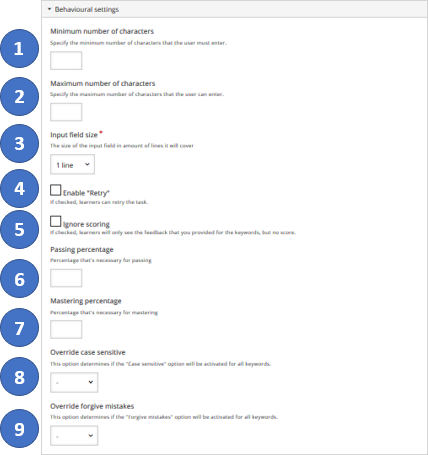 Behavioural settings
1
Minimum number of characters
Specify the minimum number of characters that the user must enter.
2
Maximum number of characters
Specify the maximum number of characters that the user can enter.
3
Input field size *
The size of the input field in amount of lines it will cover
1 line
4
Enable "Retry"
If checked, learners can retry the task.
5
Ignore scoring
If checked, learners will only see the feedback that you provided for the keywords, but no score.
6
Passing percentage
Percentage that's necessary for passing
7
Mastering percentage
Percentage that's necessary for mastering
8
Override case sensitive
This option determines if the "Case sensitive" option will be activated for all keywords.
-
9
Override forgive mistakes
This option determines if the "Forgive mistakes" option will be activated for all keywords.
-